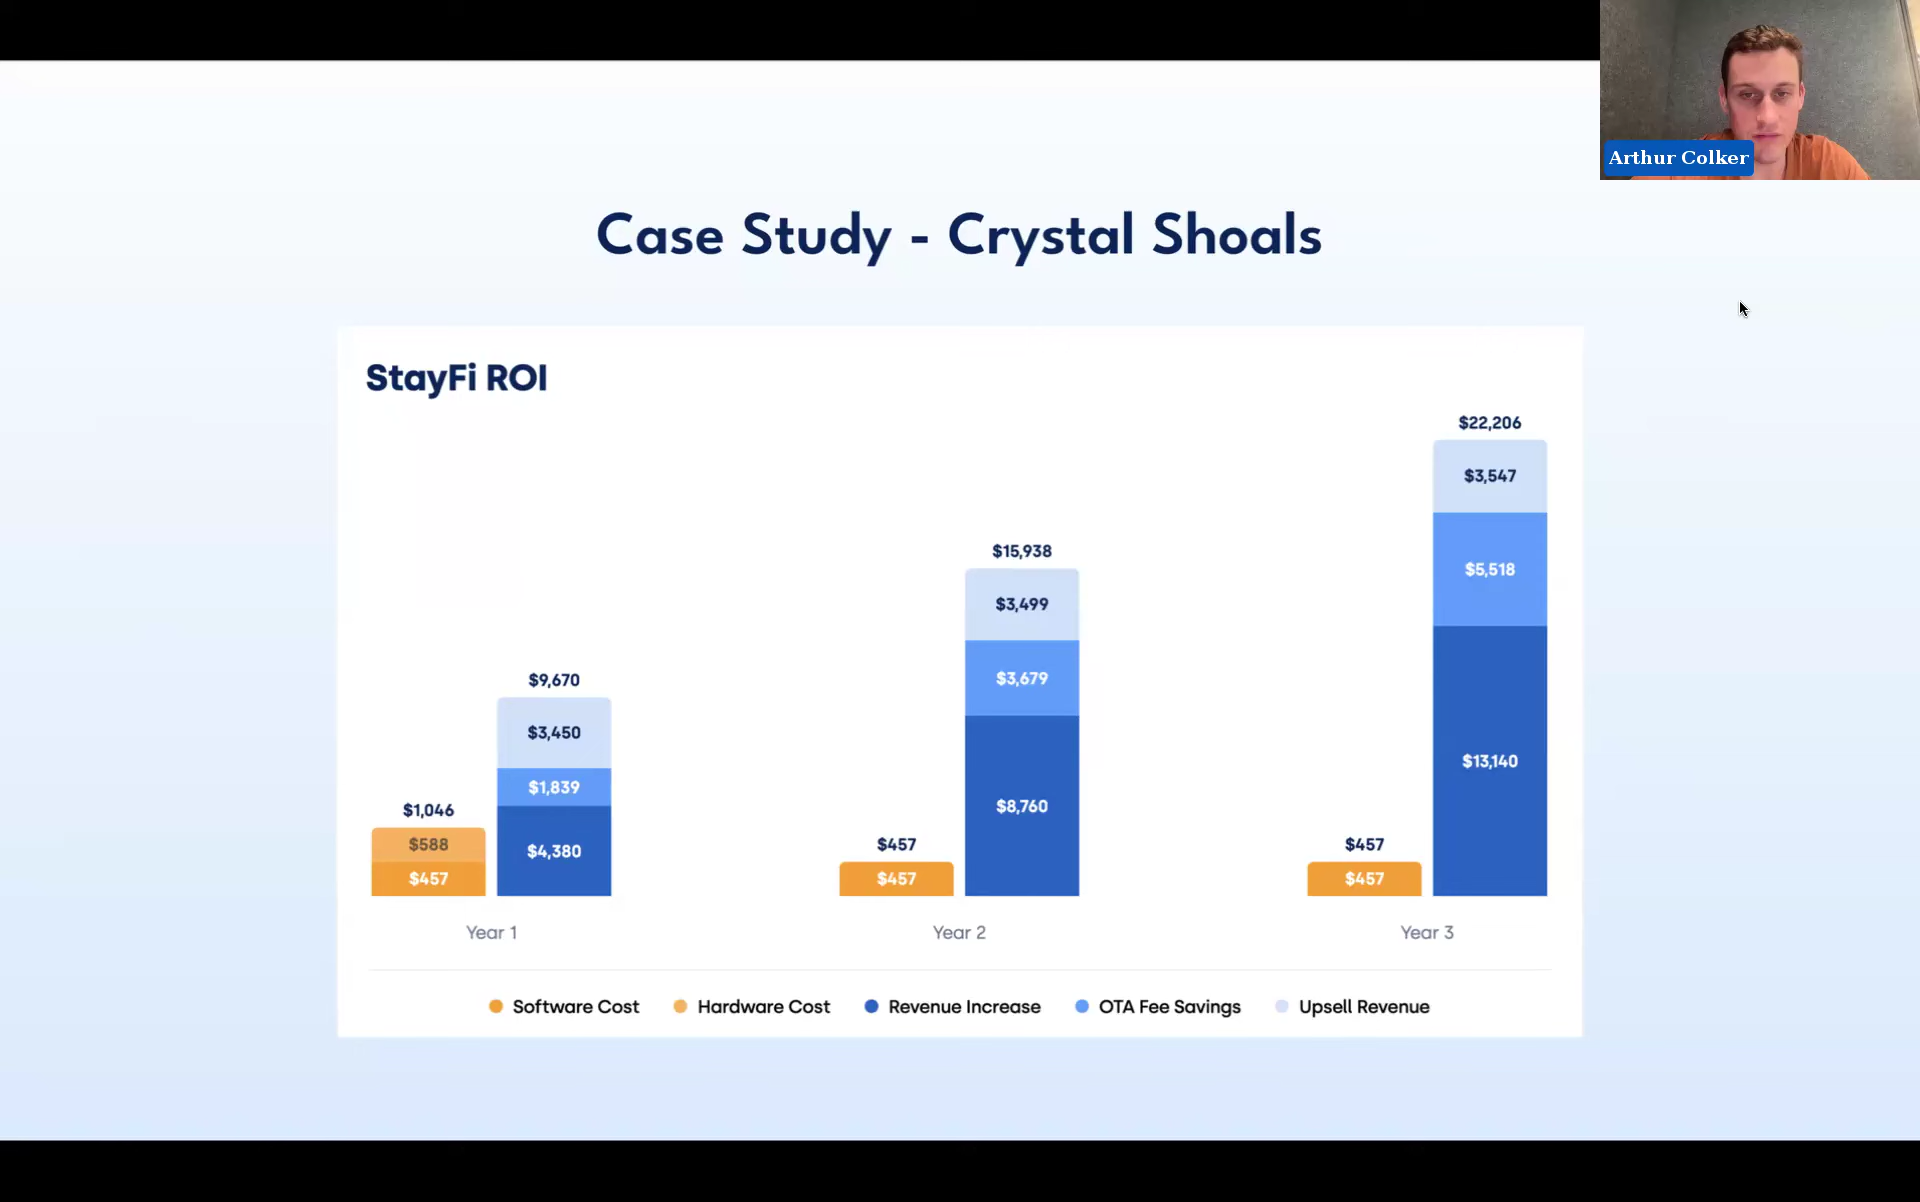 Arthur Colker
Case Study - Crystal Shoals
StayFi ROI
$22,206
$3,547
$15,938
$5,518
$3,499
$9,670
$3,679
$3,450
$13,140
$1,046
$1,839
$8,760
$588
$4,380
$457
$457
$457
$457
$457
Year 1
Year 2
Year 3
Software Cost
Hardware Cost
Revenue Increase
OTA Fee Savings
Upsell Revenue